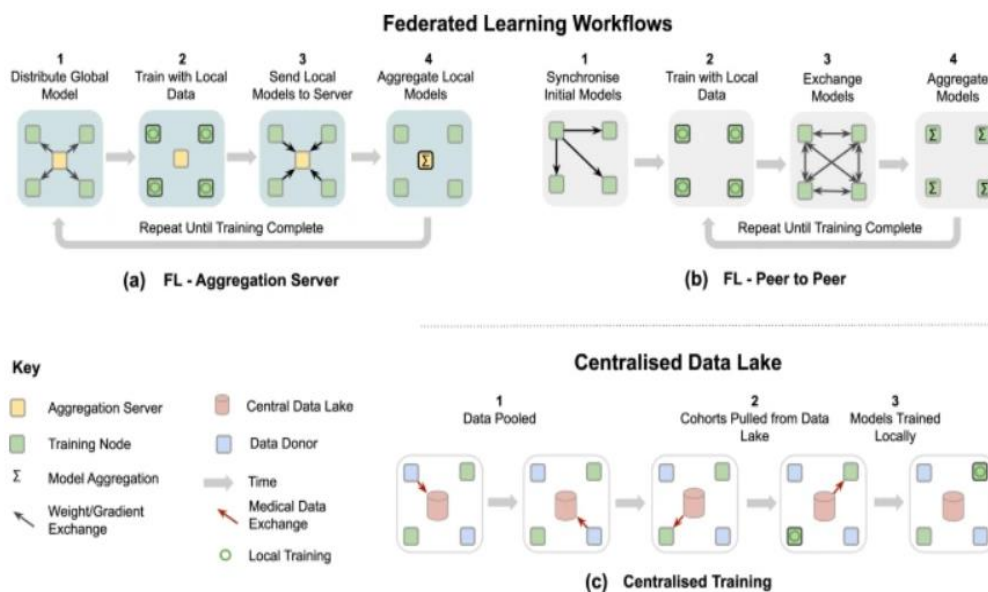 Federated Learning Workflows
1
Distribute Global
Model
2
Train with Local
Data
3
Send Local
Models to Server
4
Aggregate Local
Models
Σ
Repeat Until Training Complete
(a) FL - Aggregation Server
1
Synchronise
Initial Models
2
Train with Local
Data
3
Exchange
Models
4
Aggregate
Models
Σ Σ
Σ Σ
Repeat Until Training Complete
(b) FL - Peer to Peer
Key
Aggregation Server
Training Node
Σ Model Aggregation
Weight/Gradient
Exchange
Central Data Lake
Data Donor
Time
Medical Data
Exchange
Local Training
Centralised Data Lake
1
Data Pooled
2
Cohorts Pulled from Data
Lake
3
Models Trained
Locally
(c) Centralised Training